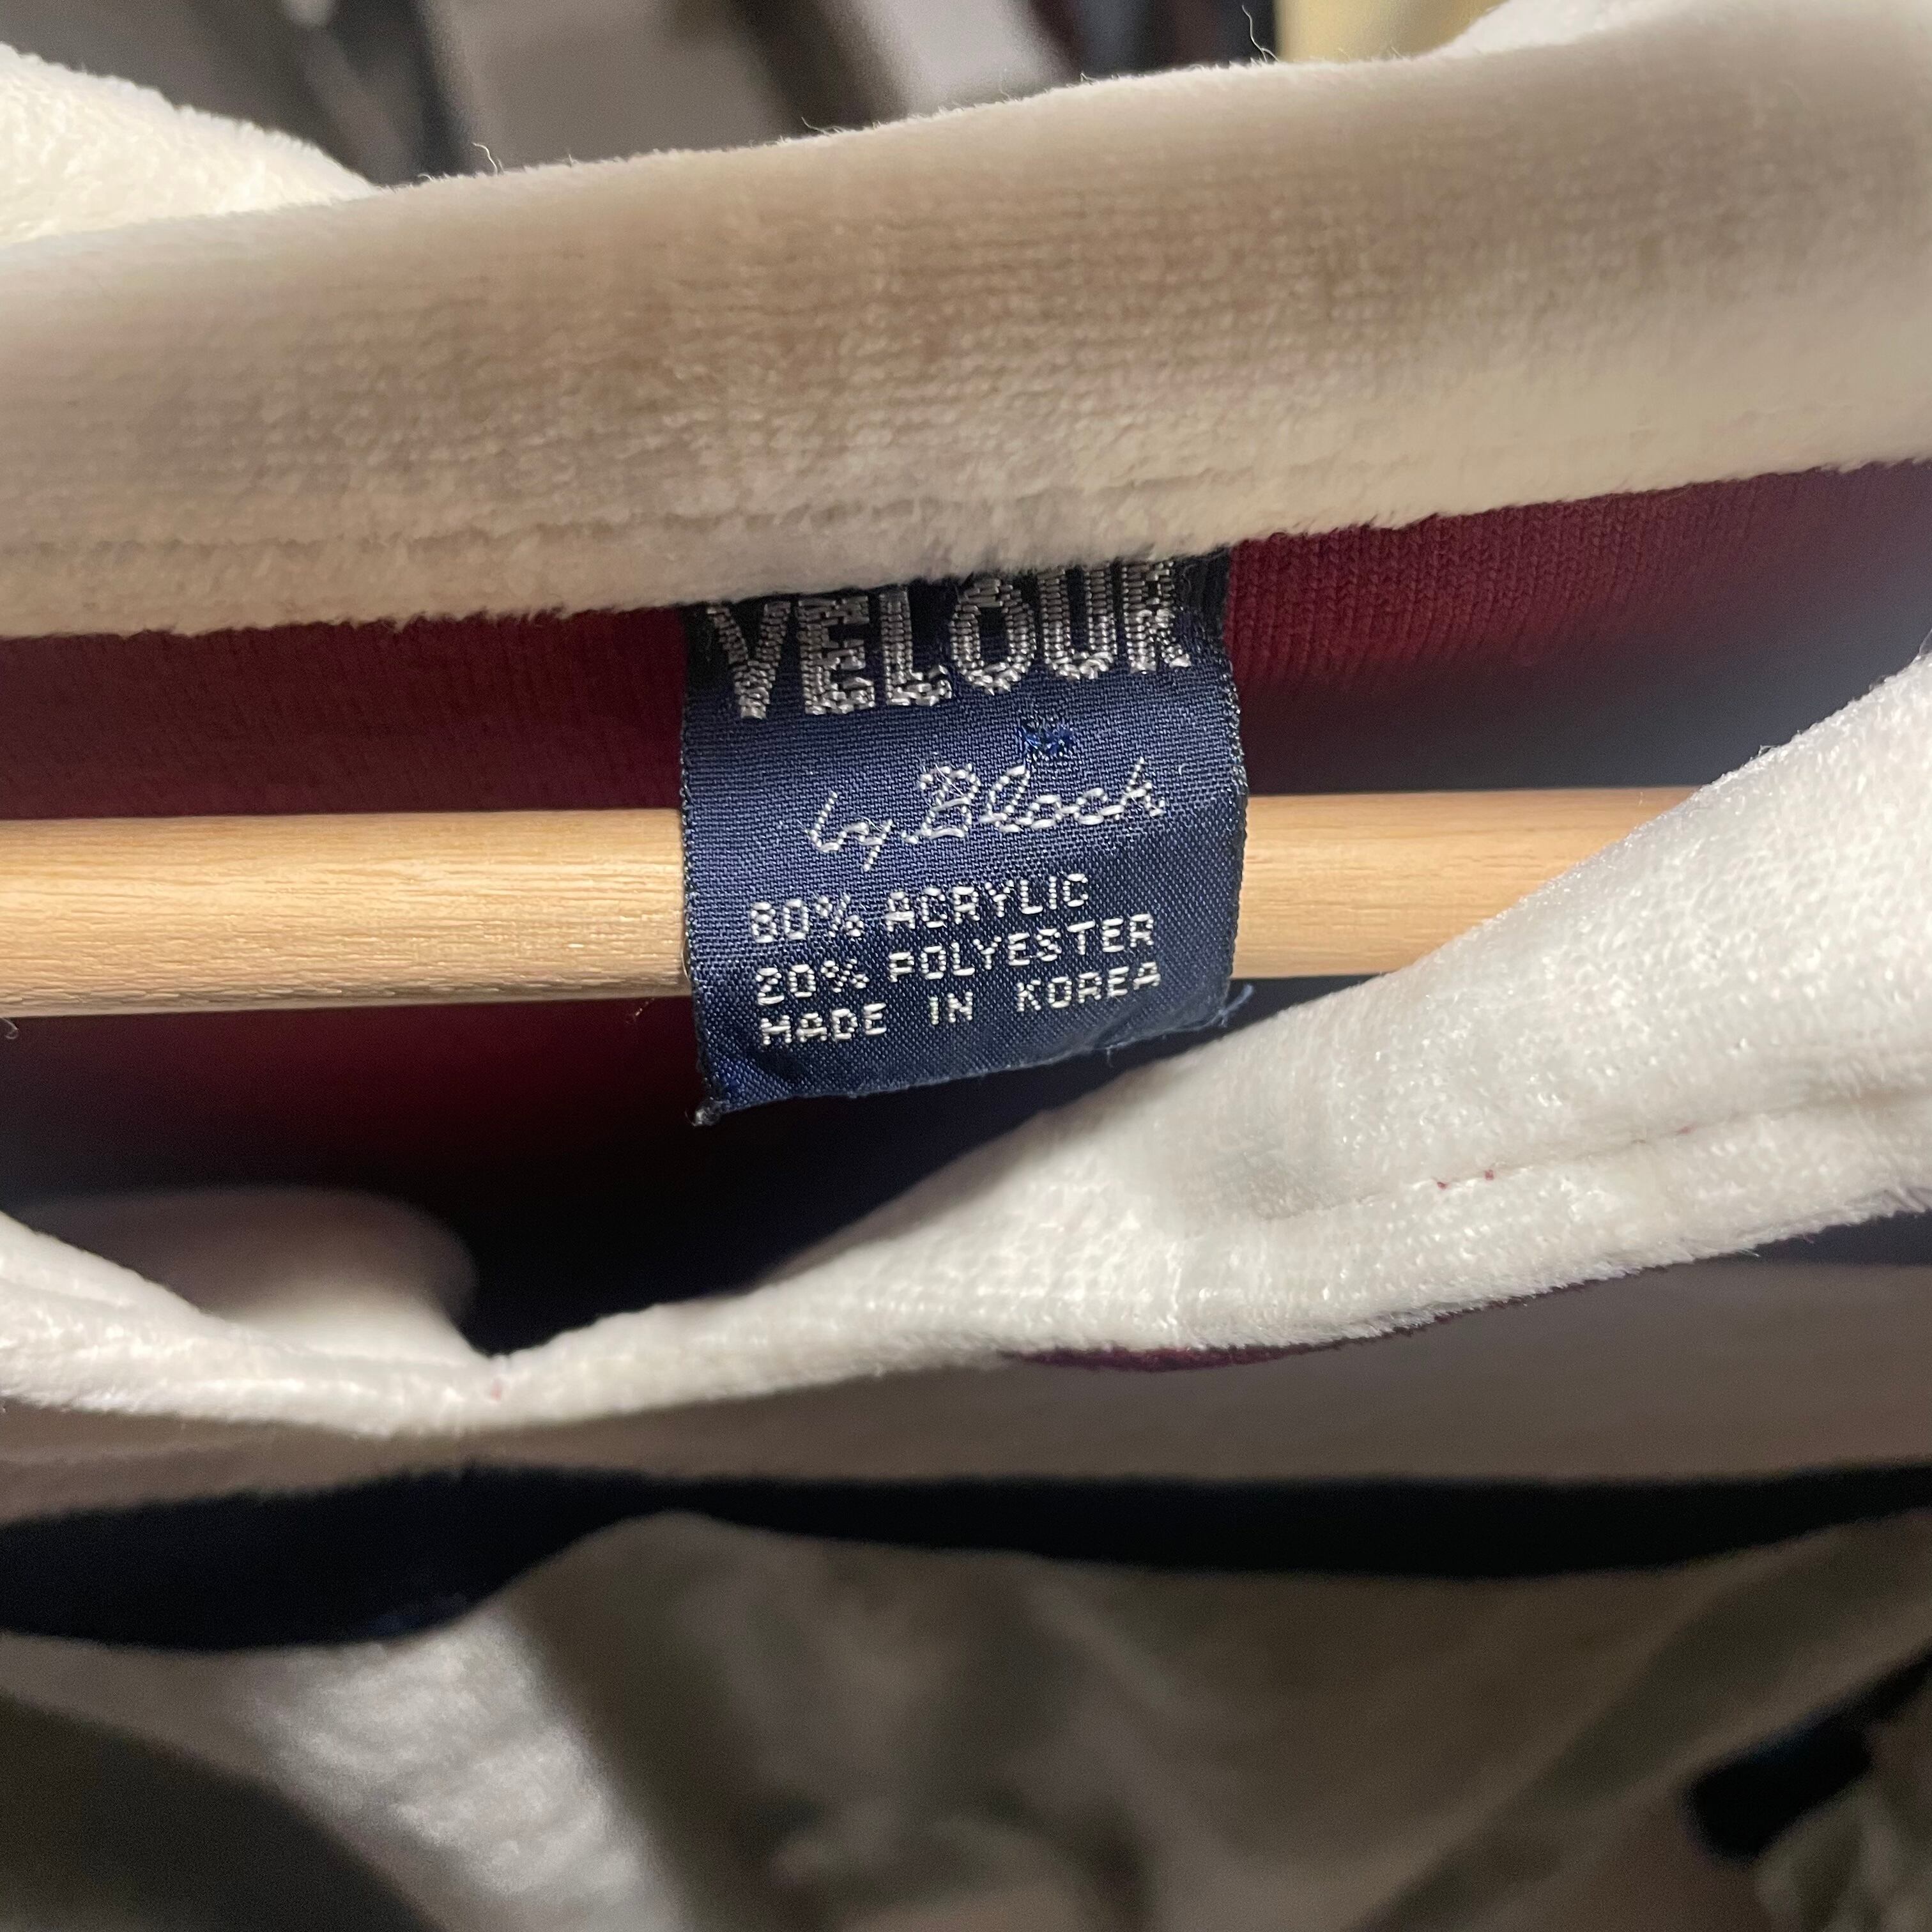 VELOUR
by Block
80% ACRYLIC
20% POLYESTER
MADE IN KOREA